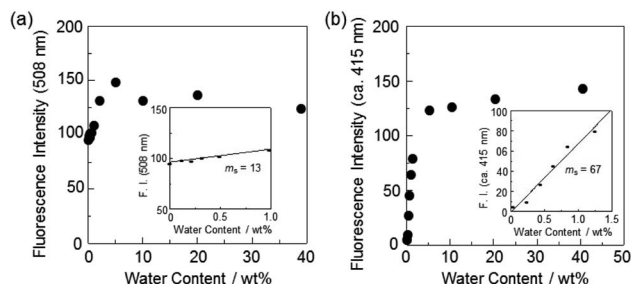 (a)
Fluorescence Intensity (508 nm)
200
150
100
50
0
0 10 20 30 40
Water Content / wt%
F. I. (508 nm)
150
100
50
0.0 0.5 1.0
Water Content / wt%
ms = 13
(b)
Fluorescence Intensity (ca. 415 nm)
200
150
100
50
0
0 10 20 30 40 50
Water Content / wt%
F. I. (ca. 415 nm)
100
80
60
40
20
0
0.0 0.5 1.0 1.5
Water Content / wt%
ms = 67